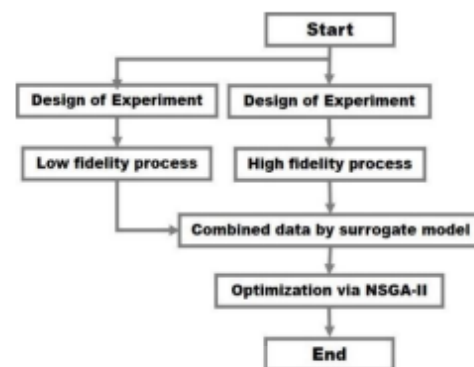 Start
Design of Experiment
Design of Experiment
Low fidelity process
High fidelity process
Combined data by surrogate model
Optimization via NSGA-II
End